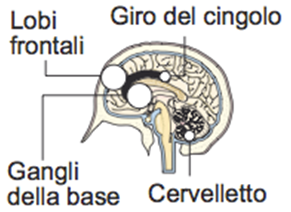 Lobi
frontali
Giro del cingolo
Gangli
della base
Cervelletto